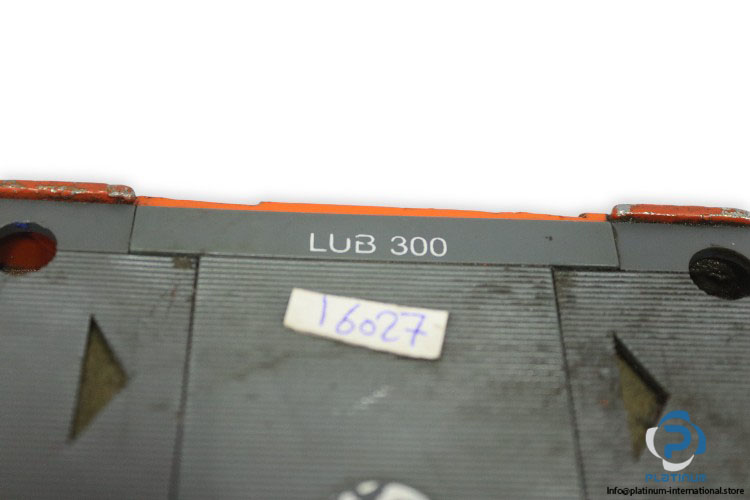 LUB 300
16027
PLATINUM
Info@platinum-international.store